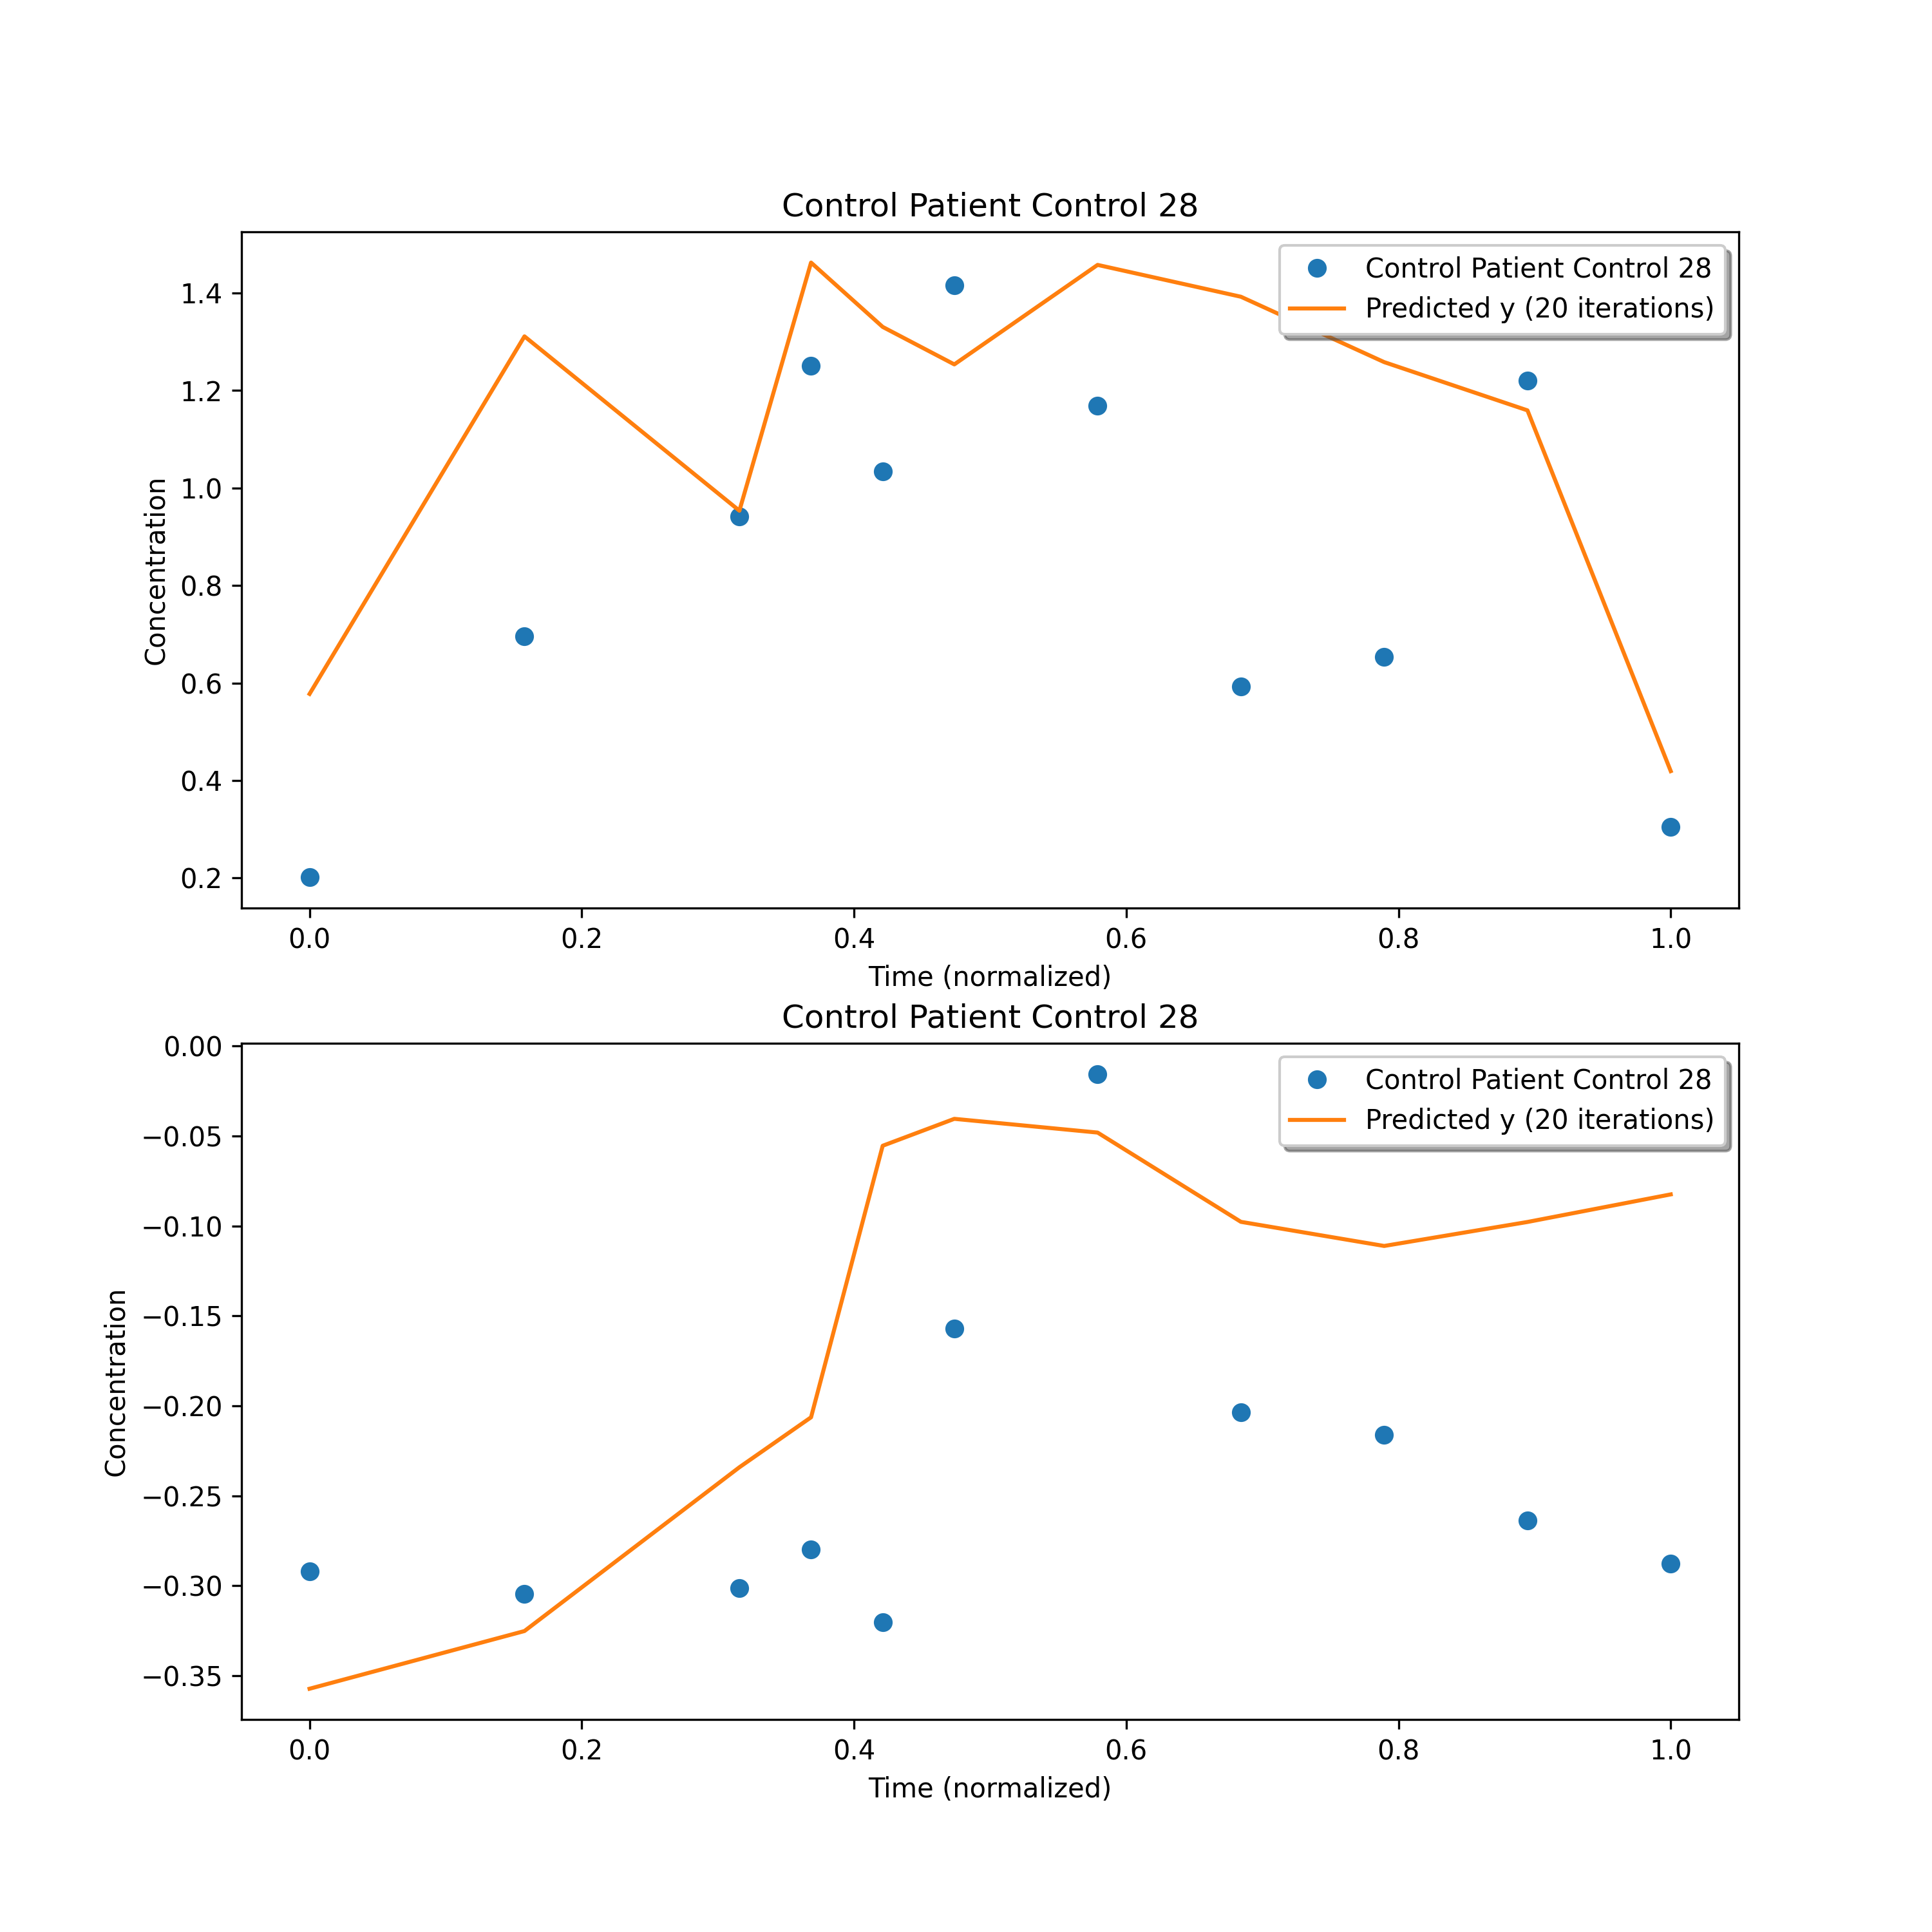 Control Patient Control 28
Control Patient Control 28
Predicted y (20 iterations)
1.4
1.2
1.0
0.8
0.6
0.4
0.2
Concentration
0.0 0.2 0.4 0.6 0.8 1.0
Time (normalized)
Control Patient Control 28
Control Patient Control 28
Predicted y (20 iterations)
0.00
−0.05
−0.10
−0.15
−0.20
−0.25
−0.30
−0.35
Concentration
0.0 0.2 0.4 0.6 0.8 1.0
Time (normalized)